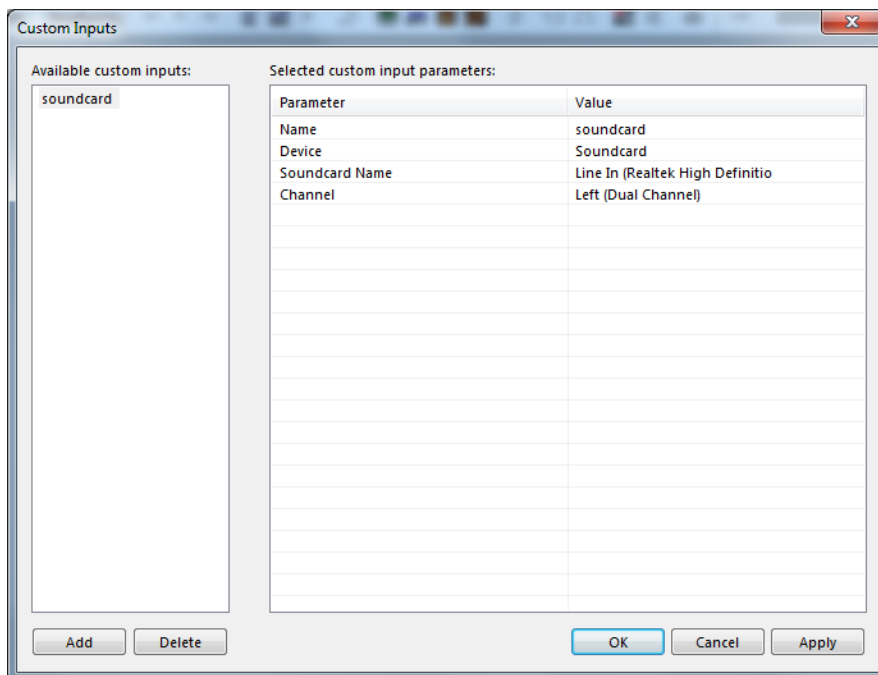 Custom Inputs
Available custom inputs:
soundcard
Selected custom input parameters:
Parameter Value
Name soundcard
Device Soundcard
Soundcard Name Line In (Realtek High Definitio
Channel Left (Dual Channel)
Add Delete OK Cancel Apply